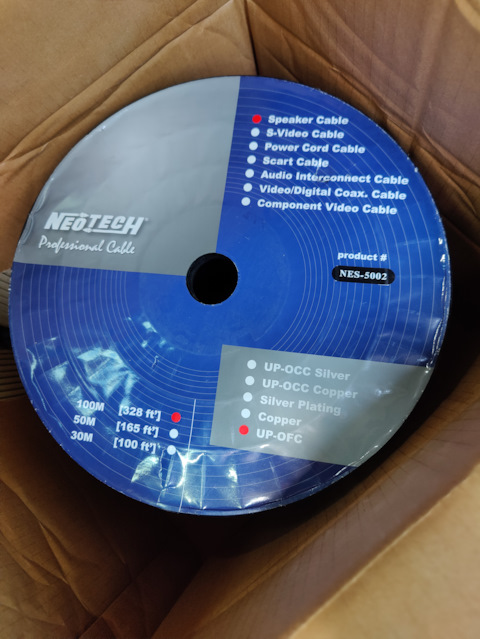 Speaker Cable
S-Video Cable
Power Cord Cable
Scart Cable
Audio Interconnect Cable
Video/Digital Coax. Cable
Component Video Cable
NEOTECH®
Professional Cable
product #
NES-5002
UP-OCC Silver
UP-OCC Copper
Silver Plating
Copper
UP-OFC
100M [328 ft']
50M [165 ft']
30M [100 ft']